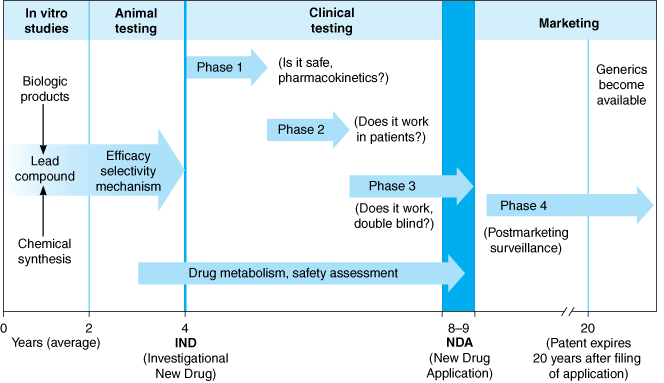 In vitro
studies
Animal
testing
Clinical
testing
Marketing
Phase 1
(Is it safe,
pharmacokinetics?)
Generics
become
available
Biologic
products
Phase 2
(Does it work
in patients?)
Lead
compound
Efficacy
selectivity
mechanism
Phase 3
(Does it work,
double blind?)
Phase 4
(Postmarketing
surveillance)
Chemical
synthesis
Drug metabolism, safety assessment
0
2
4
8–9
20
Years (average)
IND
(Investigational
New Drug)
NDA
(New Drug
Application)
(Patent expires
20 years after filing
of application)